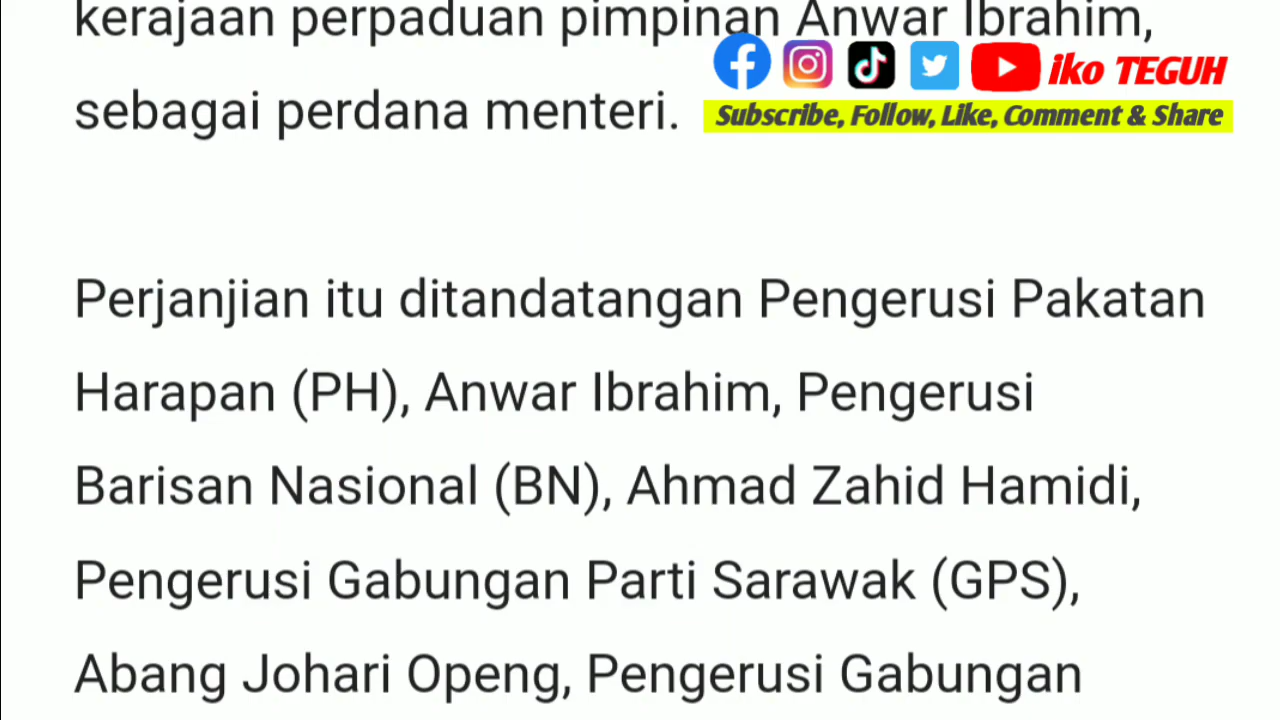 kerajaan perpaduan pimpinan Anwar Ibrahim,
sebagai perdana menteri.
iko TEGUH
Subscribe, Follow, Like, Comment & Share
Perjanjian itu ditandatangan Pengerusi Pakatan
Harapan (PH), Anwar Ibrahim, Pengerusi
Barisan Nasional (BN), Ahmad Zahid Hamidi,
Pengerusi Gabungan Parti Sarawak (GPS),
Abang Johari Openg, Pengerusi Gabungan